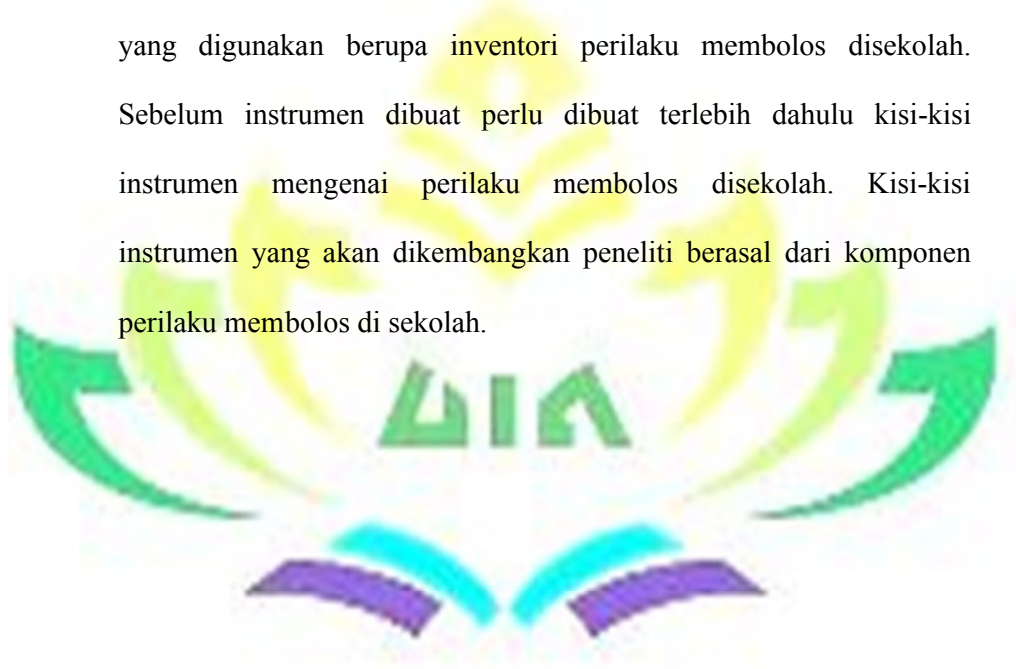 yang digunakan berupa inventori perilaku membolos disekolah.
Sebelum instrumen dibuat perlu dibuat terlebih dahulu kisi-kisi
instrumen mengenai perilaku membolos disekolah. Kisi-kisi
instrumen yang akan dikembangkan peneliti berasal dari komponen
perilaku membolos di sekolah.
UIN